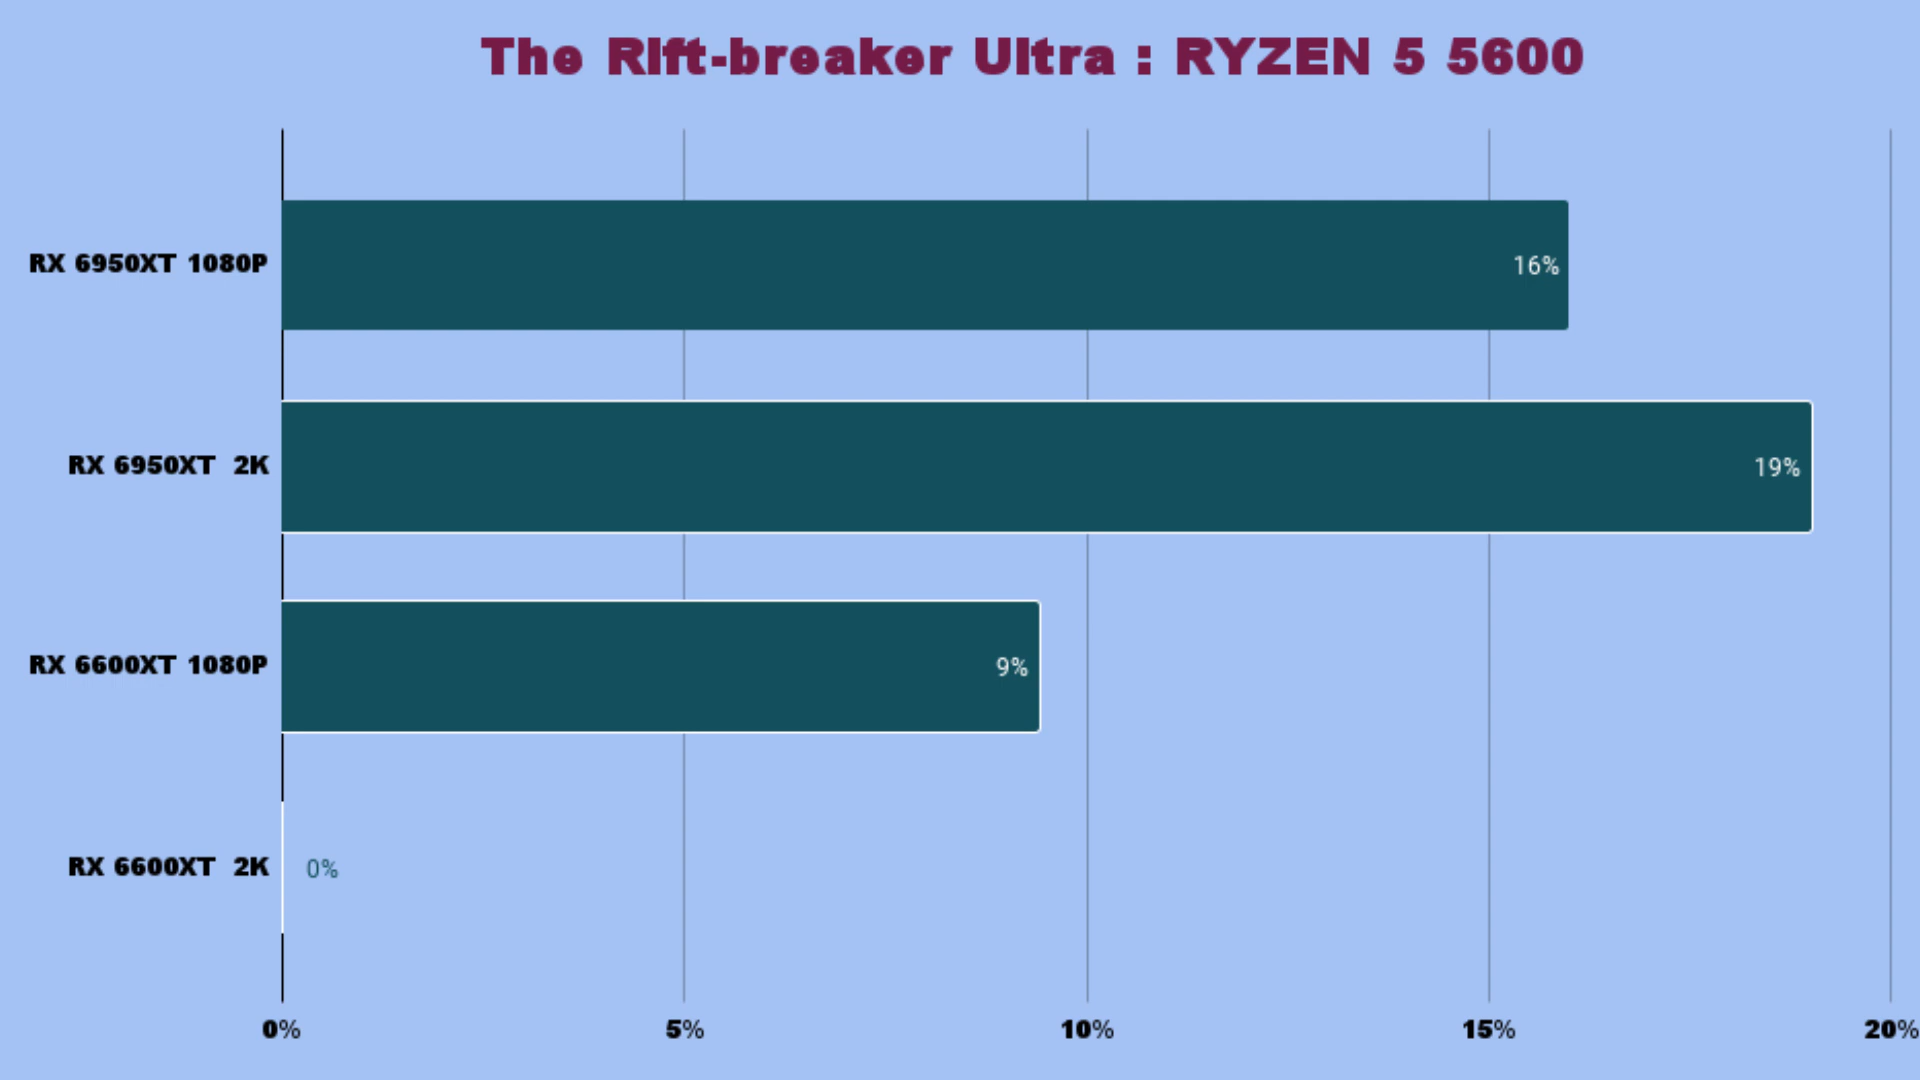 The RIft-breaker Ultra : RYZEN 5 5600
RX 6950XT 1080P
16%
RX 6950XT 2K
19%
RX 6600XT 1080P
9%
RX 6600XT 2K
0%
0% 5% 10% 15% 20%